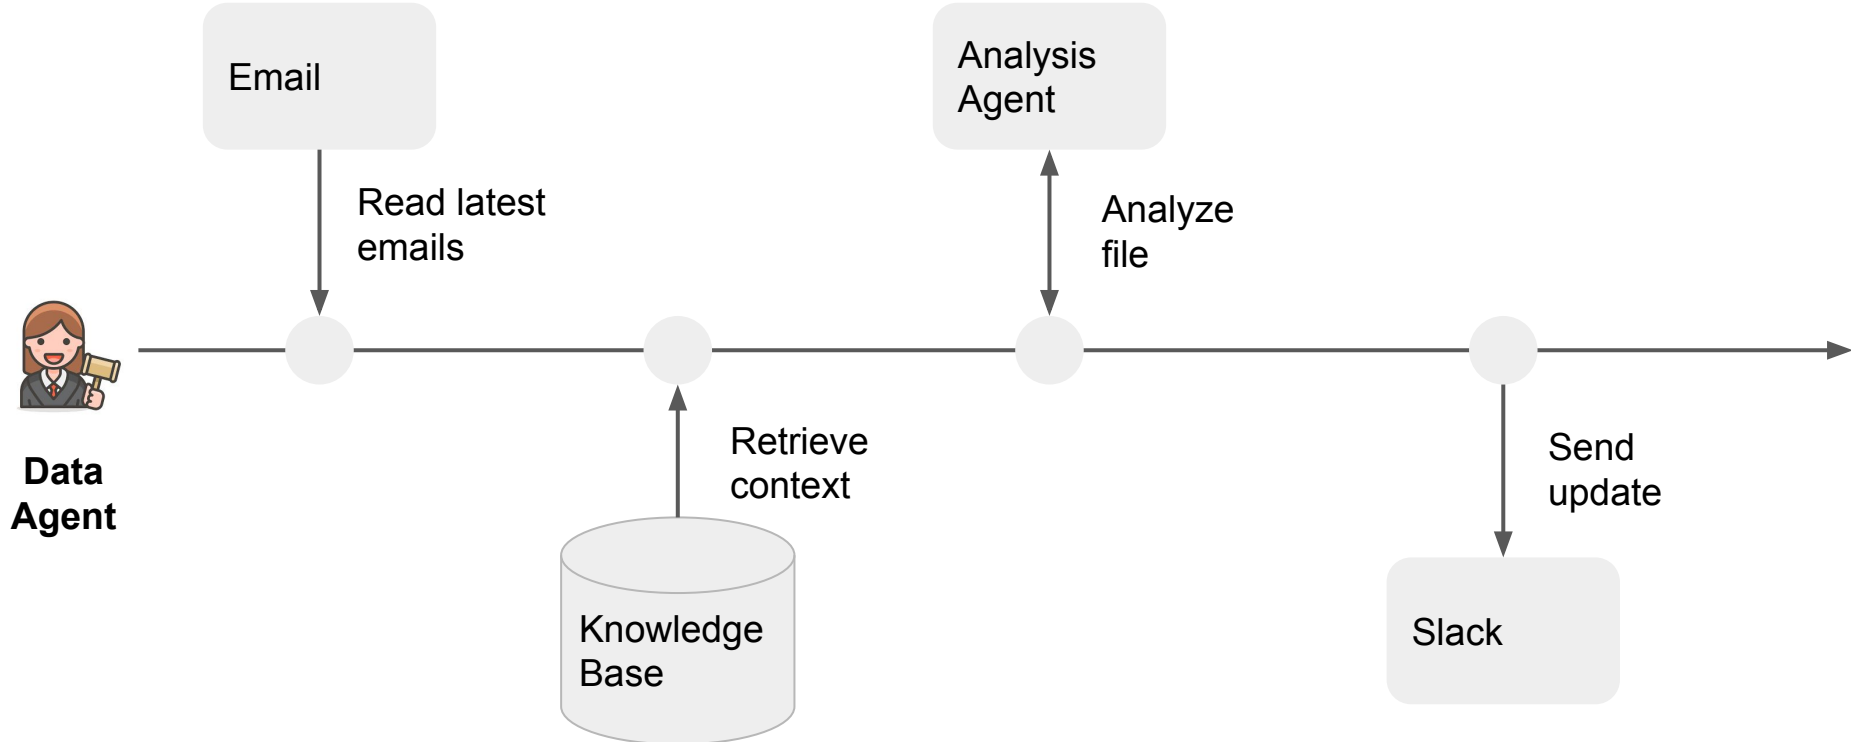 Email
Read latest
emails
Analysis
Agent
Analyze
file
Data
Agent
Retrieve
context
Knowledge
Base
Send
update
Slack